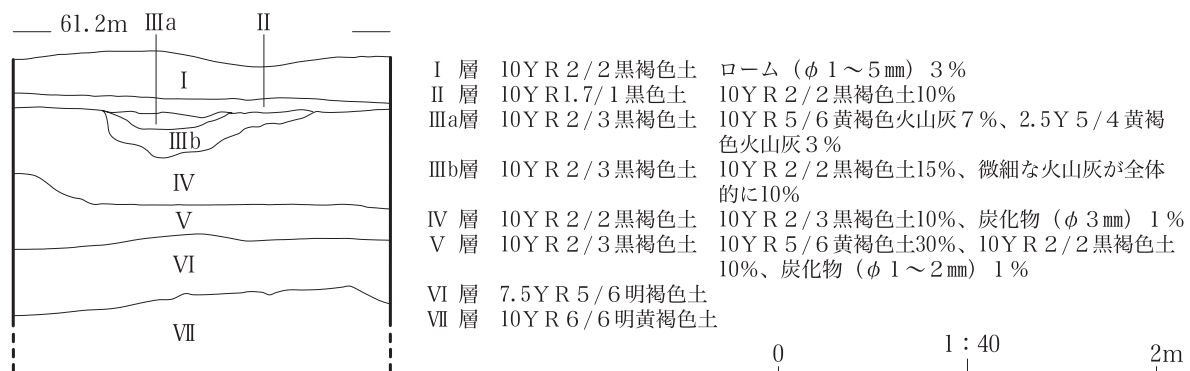 61.2m Ⅲa Ⅱ
Ⅰ
Ⅲb
Ⅳ
Ⅴ
Ⅵ
Ⅶ
Ⅰ 層 10YR2/2黒褐色土 ローム（φ1～5㎜）3％
Ⅱ 層 10YR1.7/1黒色土 10YR2/2黒褐色土10％
Ⅲa層 10YR2/3黒褐色土 10YR5/6黄褐色火山灰7％、2.5Y5/4黄褐
色火山灰3％
Ⅲb層 10YR2/3黒褐色土 10YR2/2黒褐色土15％、微細な火山灰が全体
的に10％
Ⅳ 層 10YR2/2黒褐色土 10YR2/3黒褐色土10％、炭化物（φ3㎜）1％
Ⅴ 層 10YR2/3黒褐色土 10YR5/6黄褐色土30％、10YR2/2黒褐色土
10％、炭化物（φ1～2㎜）1％
Ⅵ 層 7.5YR5/6明褐色土
Ⅶ 層 10YR6/6明黄褐色土
0 1：40 2m